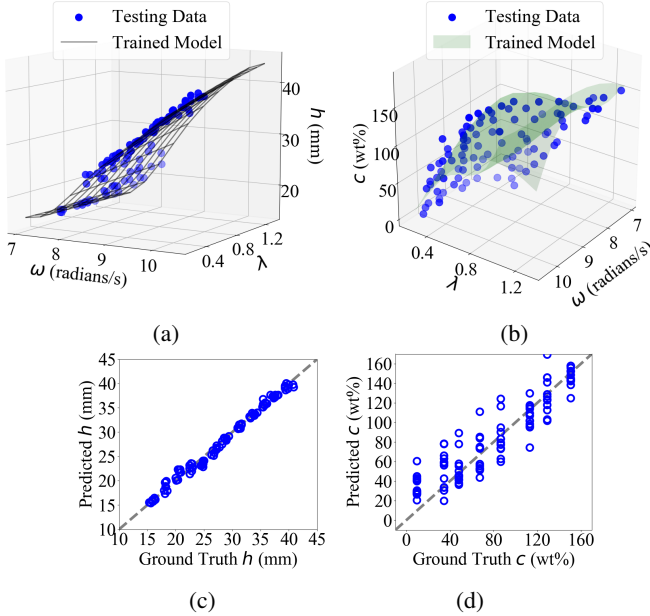 Testing Data
Trained Model
40
30
20
h (mm)
7
8
9
10
ω (radians/s)
0.4
0.8
1.2
λ
(a)
Testing Data
Trained Model
150
100
50
0
c (wt%)
0.4
0.8
1.2
λ
10
9
8
7
ω (radians/s)
(b)
45
40
35
30
25
20
15
10
Predicted h (mm)
10 15 20 25 30 35 40 45
Ground Truth h (mm)
(c)
160
140
120
100
80
60
40
20
0
Predicted c (wt%)
0 40 80 120 160
Ground Truth c (wt%)
(d)